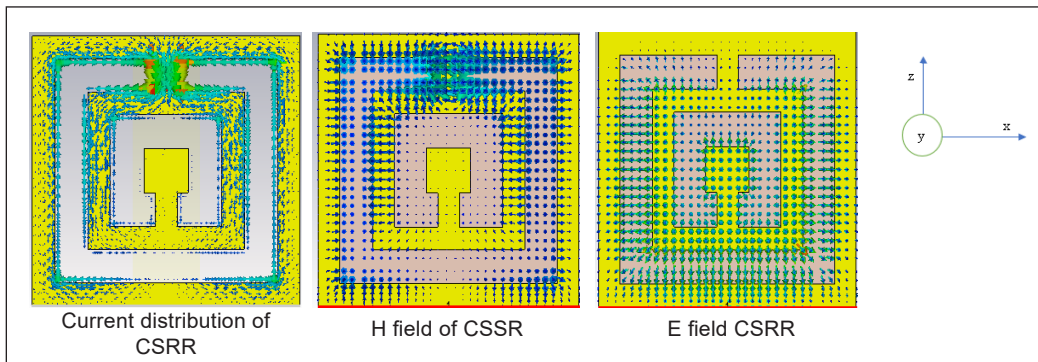 Current distribution of
CSRR
H field of CSSR
E field CSRR
z
y
x